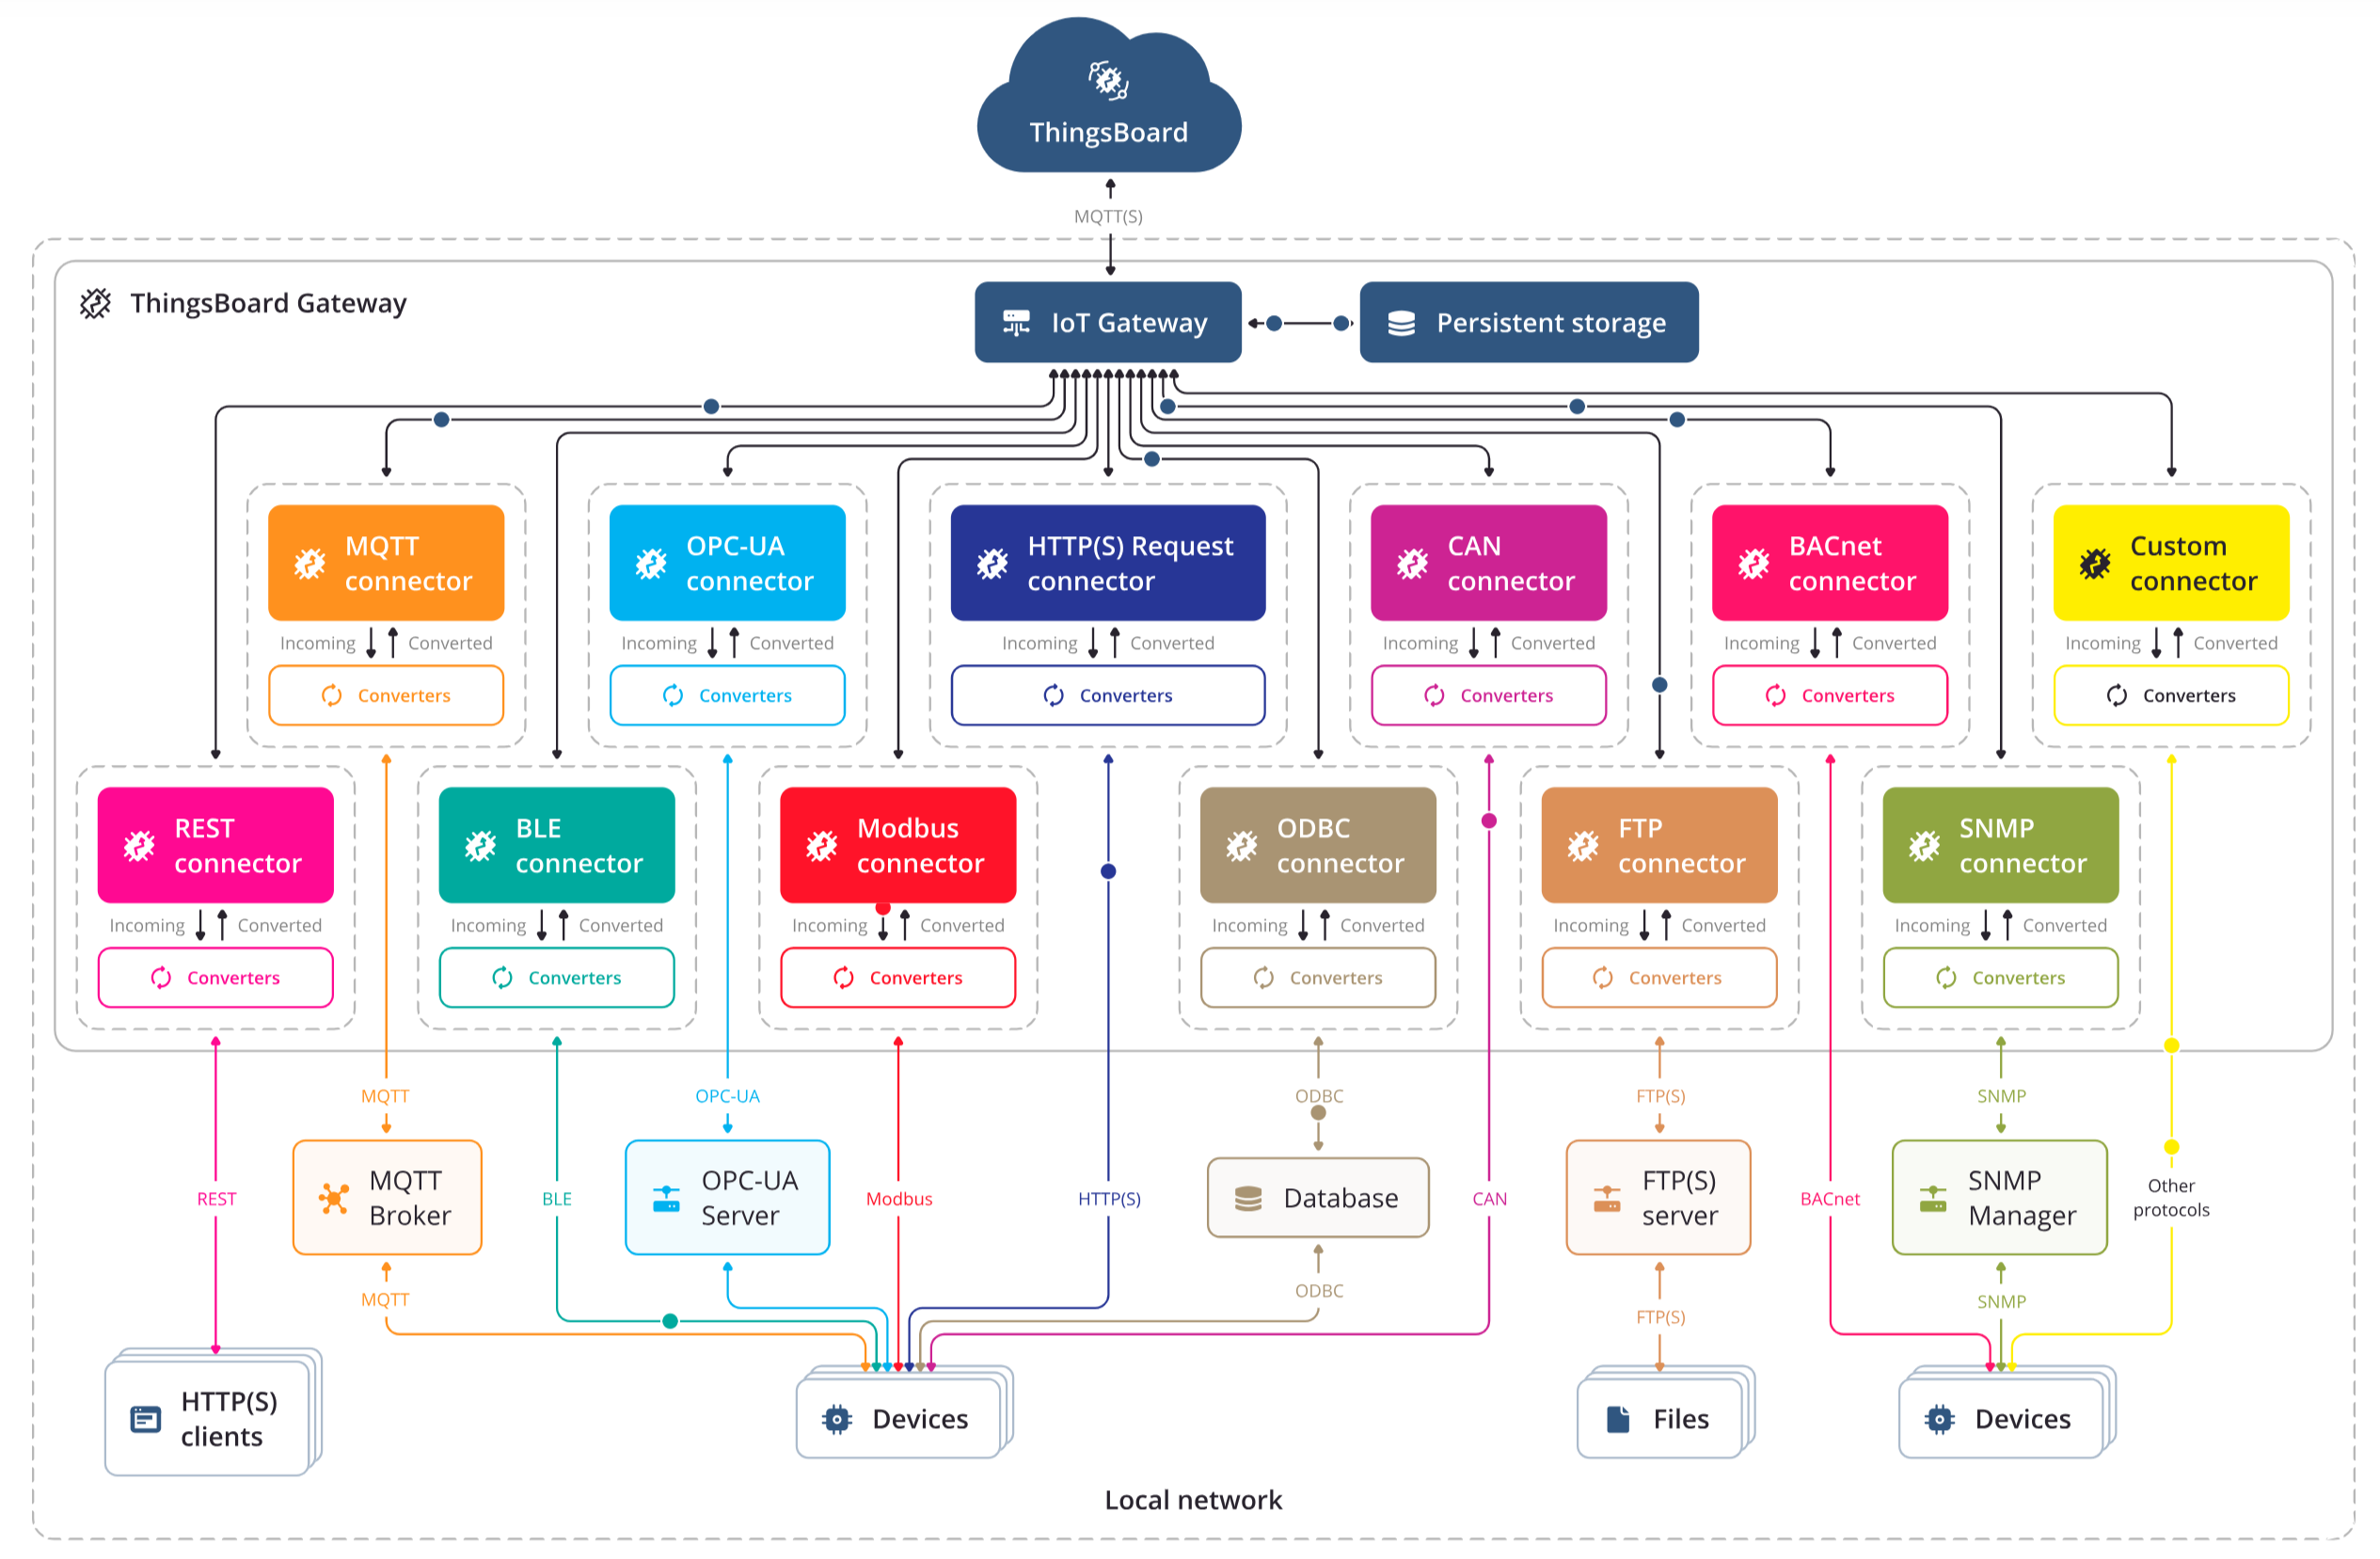 ThingsBoard
MQTT(S)
ThingsBoard Gateway
IoT Gateway
Persistent storage
MQTT
connector
OPC-UA
connector
HTTP(S) Request
connector
CAN
connector
BACnet
connector
Custom
connector
Incoming
Converted
Incoming
Converted
Incoming
Converted
Incoming
Converted
Incoming
Converted
Incoming
Converted
Converters
Converters
Converters
Converters
Converters
Converters
REST
connector
BLE
connector
Modbus
connector
ODBC
connector
FTP
connector
SNMP
connector
Incoming
Converted
Incoming
Converted
Incoming
Converted
Incoming
Converted
Incoming
Converted
Incoming
Converted
Converters
Converters
Converters
Converters
Converters
Converters
MQTT
OPC-UA
ODBC
FTP(S)
SNMP
REST
MQTT
Broker
BLE
OPC-UA
Server
Modbus
HTTP(S)
Database
CAN
FTP(S)
server
BACnet
SNMP
Manager
Other
protocols
MQTT
ODBC
FTP(S)
SNMP
HTTP(S)
clients
Devices
Files
Devices
Local network